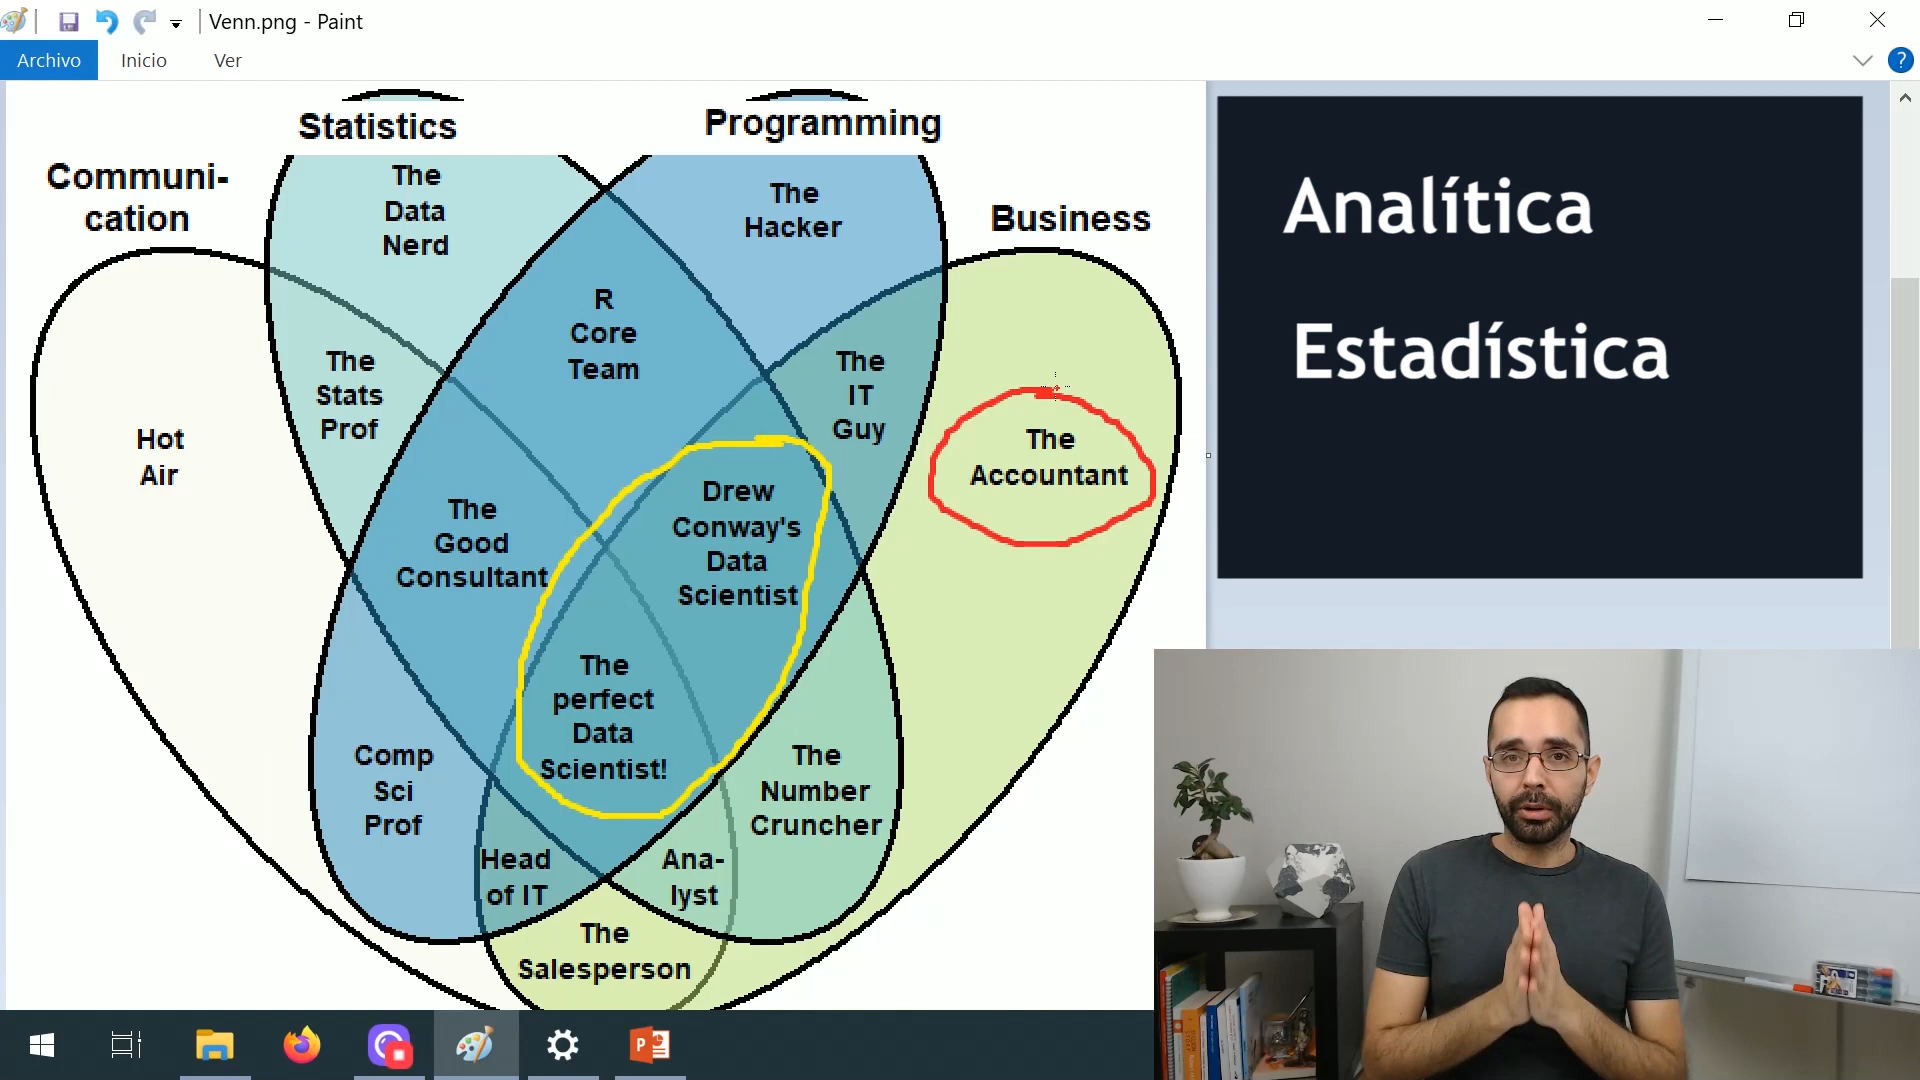 Venn.png - Paint
Archivo
Inicio
Ver
?
Statistics
Programming
Communi-
cation
Business
The
Data
Nerd
The
Hacker
R
Core
Team
The
Stats
Prof
The
IT
Guy
Hot
Air
The
Accountant
The
Good
Consultant
Drew
Conway's
Data
Scientist
The
perfect
Data
Scientist!
Comp
Sci
Prof
The
Number
Cruncher
Head
of IT
Ana-
lyst
The
Salesperson
Analítica
Estadística
P